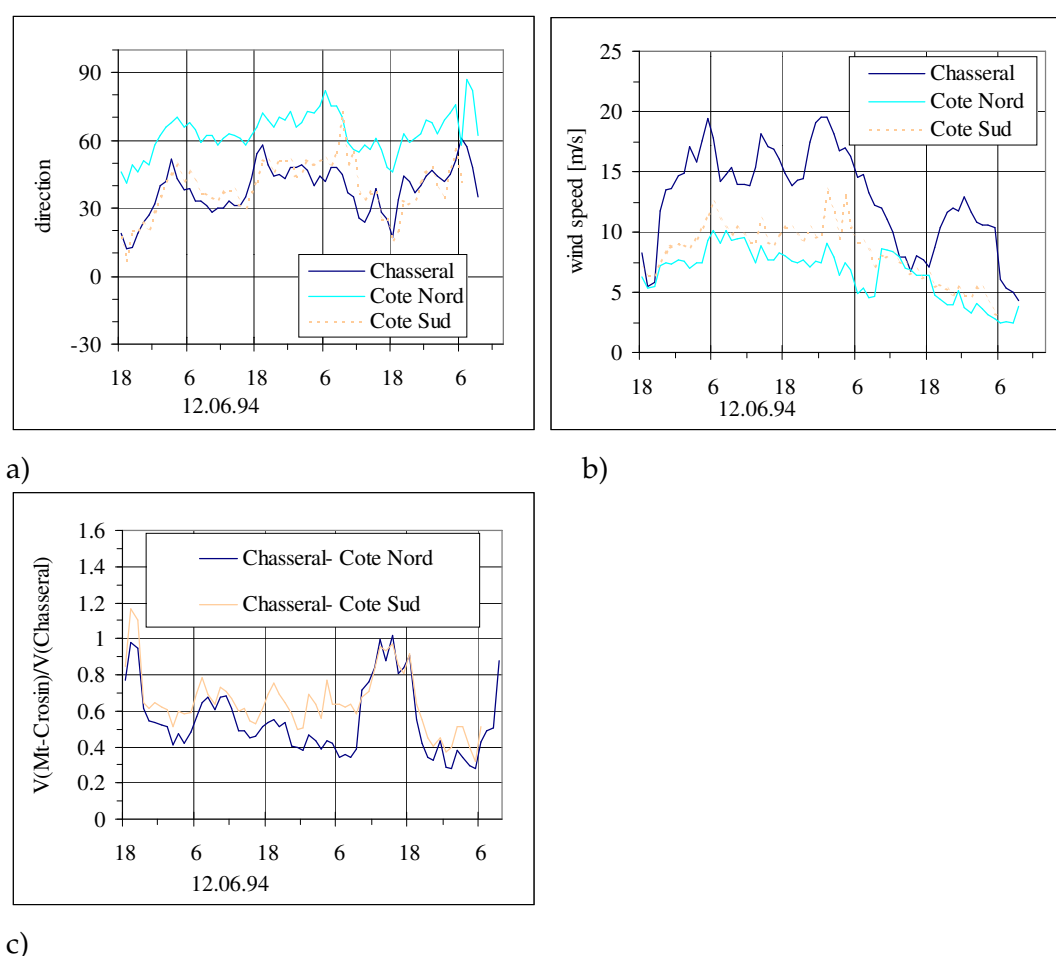 90
60
30
0
-30
direction
Chasseral
Cote Nord
Cote Sud
18 6 18 6 18 6
12.06.94
a)
25
20
15
10
5
0
wind speed [m/s]
Chasseral
Cote Nord
Cote Sud
18 6 18 6 18 6
12.06.94
b)
1.6
1.4
1.2
1
0.8
0.6
0.4
0.2
0
V(Mt-Crosin)/V(Chasseral)
Chasseral- Cote Nord
Chasseral- Cote Sud
18 6 18 6 18 6
12.06.94
c)